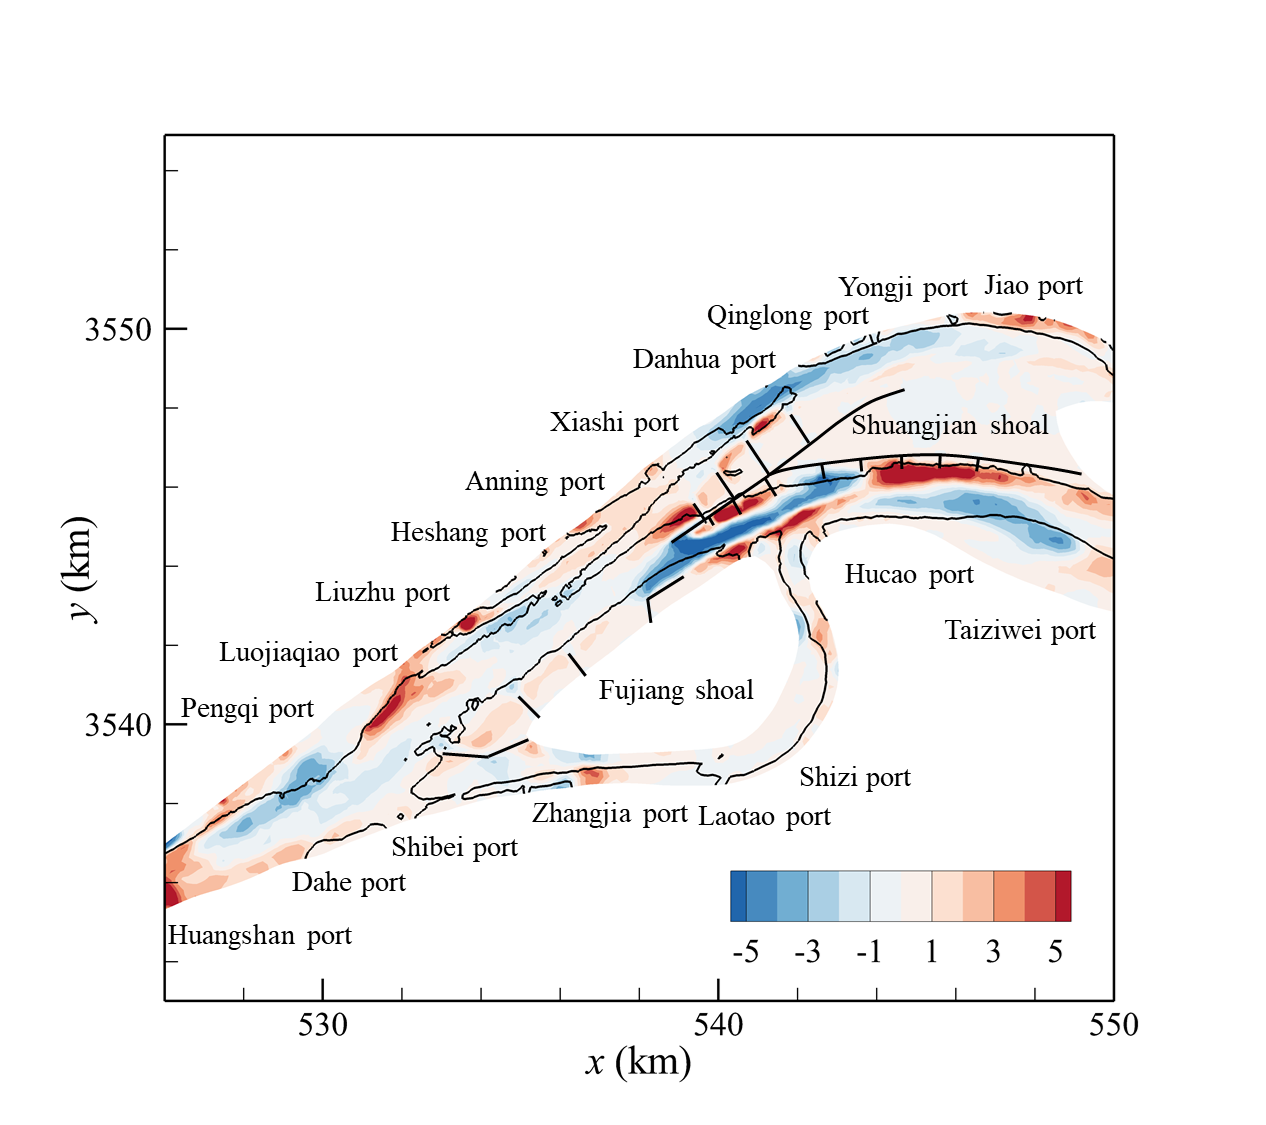 Yongji port
Jiao port
Qinglong port
3550
Danhua port
Xiashi port
Shuangjian shoal
Anning port
Heshang port
Hucao port
Liuzhu port
Taiziwei port
Luojiaqiao port
Fujiang shoal
Pengqi port
3540
Shizi port
Zhangjia port
Laotao port
Shibei port
Dahe port
Huangshan port
-5 -3 -1 1 3 5
530 540 550
x (km)
y (km)